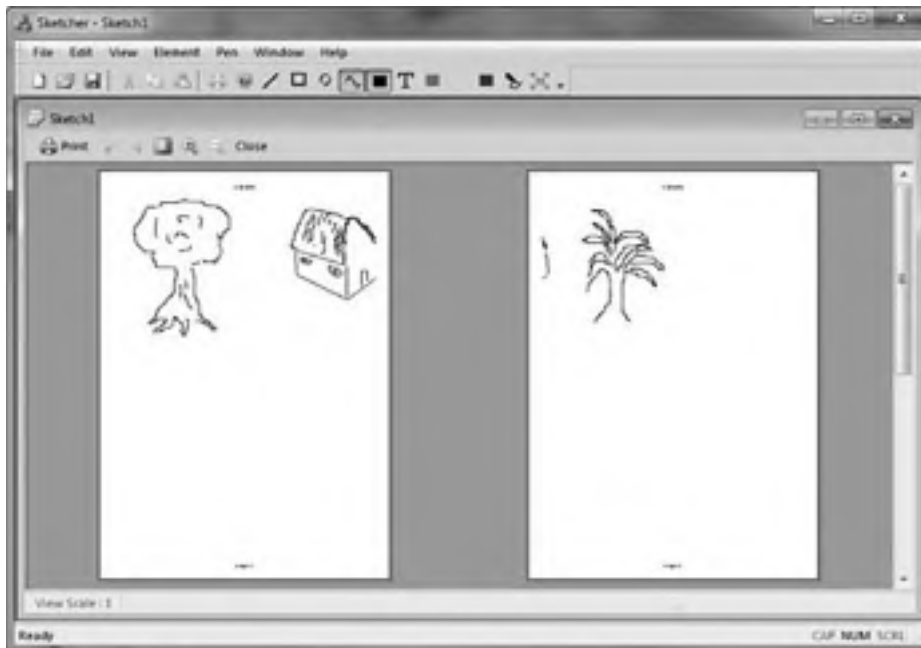 Sketcher - Sketch1
File Edit View Element Pen Window Help
T
Sketch1
Print Close
View Scale : 1
Ready CAP NUM SCRL